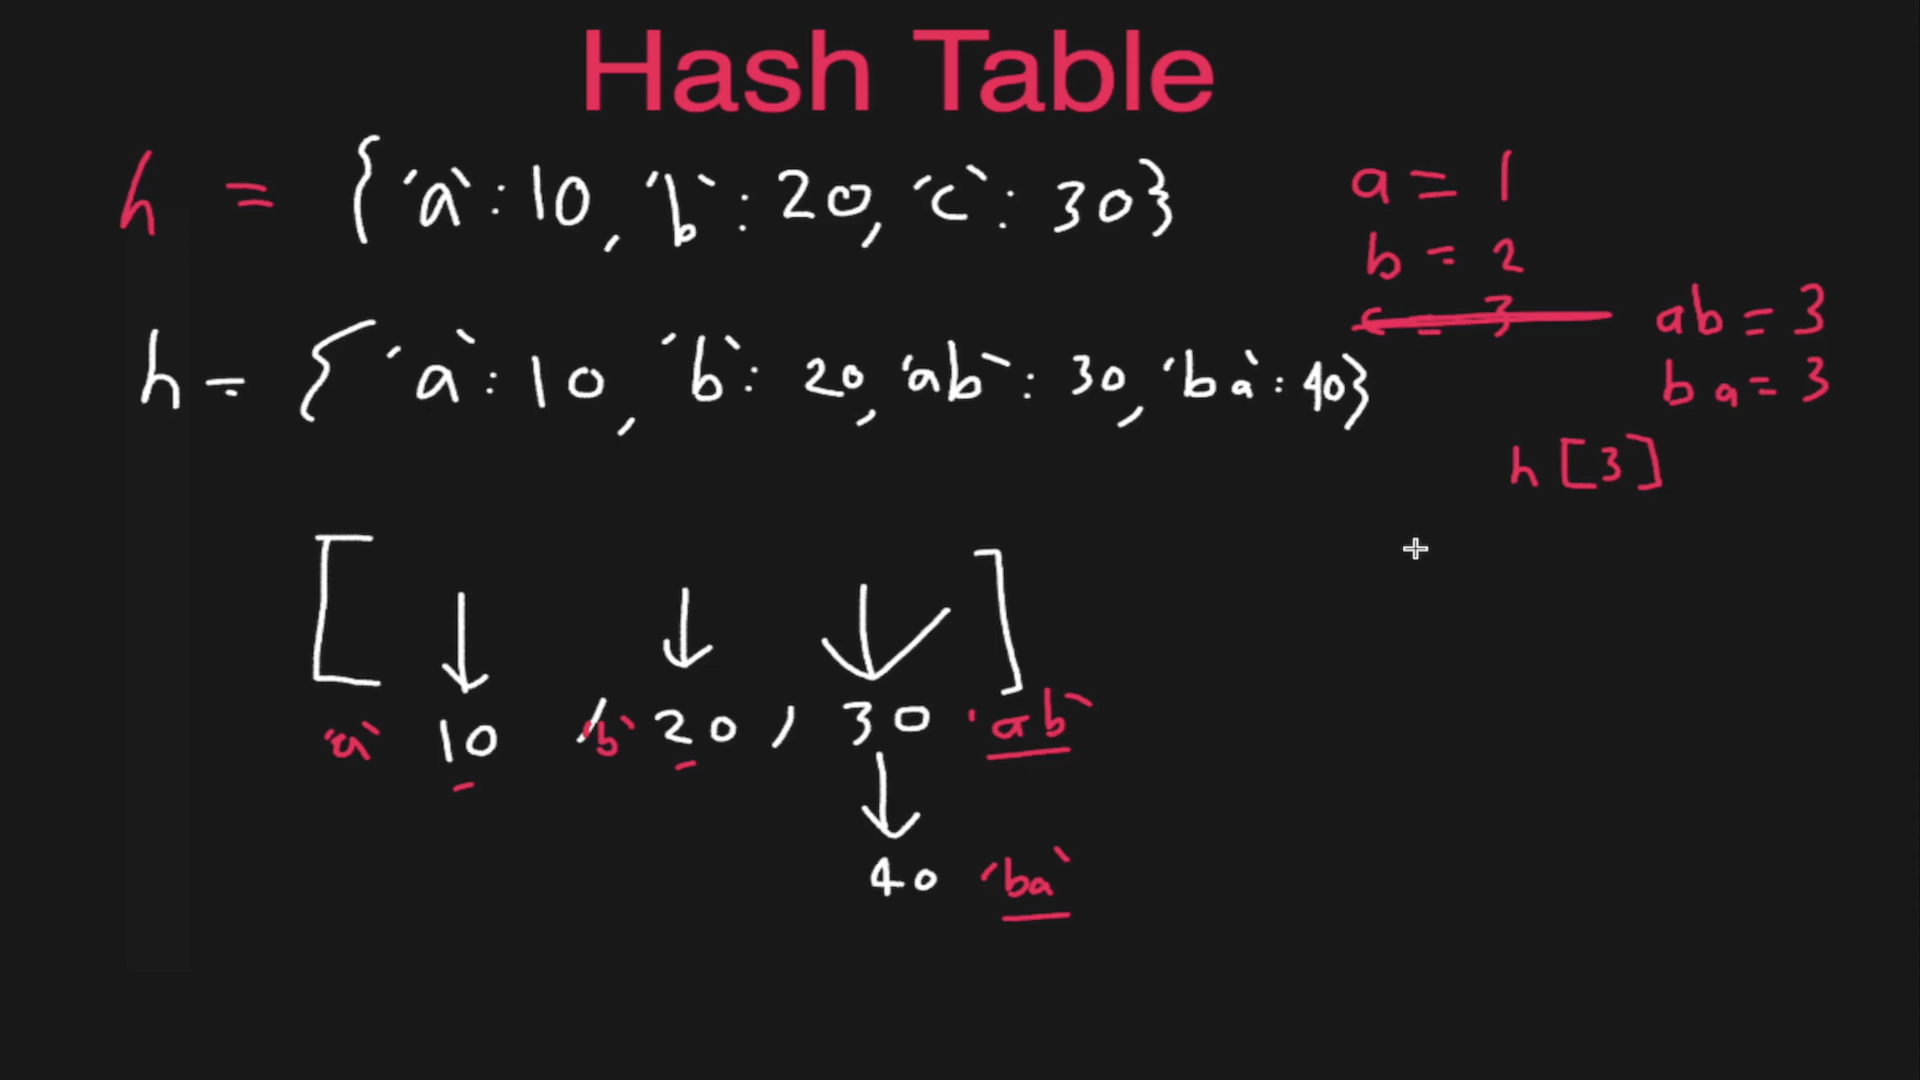 Hash Table
h = {'a`:10, 'b`:20, 'c`:30}
a = 1
b = 2
c = 3
ab = 3
ba = 3
h = {'a`:10, 'b`: 20, 'ab`: 30, 'ba`:40}
h[3]
[ ]
'a` 10 , 'b` 20 , 30 'ab`
40 'ba`